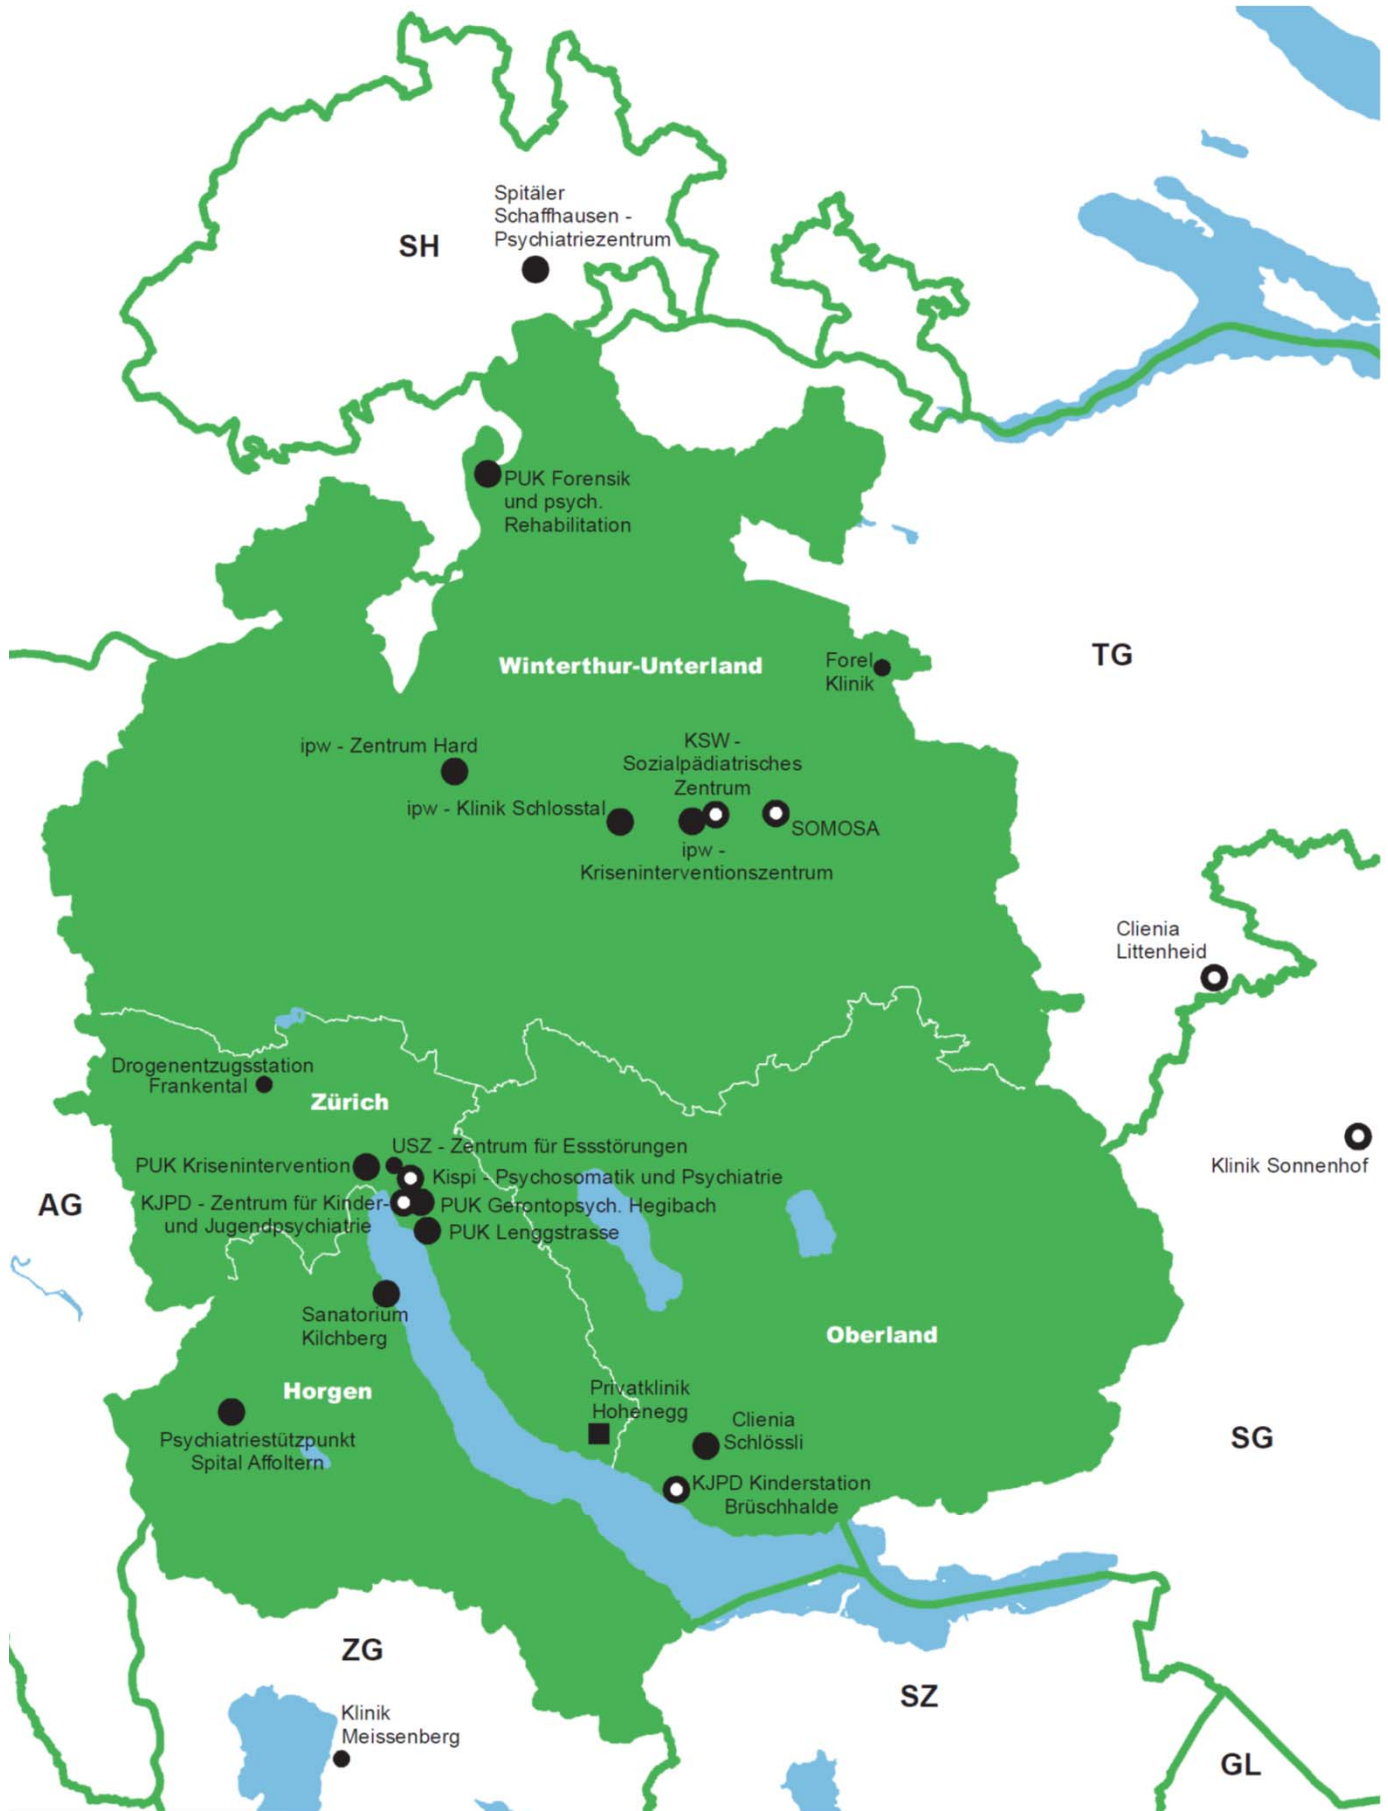 Spitäler
Schaffhausen -
Psychiatriezentrum
SH
PUK Forensik
und psych.
Rehabilitation
Winterthur-Unterland
Forel
Klinik
TG
ipw - Zentrum Hard
KSW -
Sozialpädiatrisches
Zentrum
ipw - Klinik Schlosstal
SOMOSA
ipw -
Kriseninterventionszentrum
Clienia
Littenheid
Drogenentzugsstation
Frankental
Zürich
USZ - Zentrum für Essstörungen
PUK Krisenintervention
Kispi - Psychosomatik und Psychiatrie
Klinik Sonnenhof
AG
KJPD - Zentrum für Kinder-
und Jugendpsychiatrie
PUK Gerontopsych. Hegibach
PUK Lenggstrasse
Sanatorium
Kilchberg
Oberland
Horgen
Privatklinik
Hohenegg
Clienia
Schlössli
Psychiatriestützpunkt
Spital Affoltern
SG
KJPD Kinderstation
Brüschhalde
ZG
SZ
Klinik
Meissenberg
GL